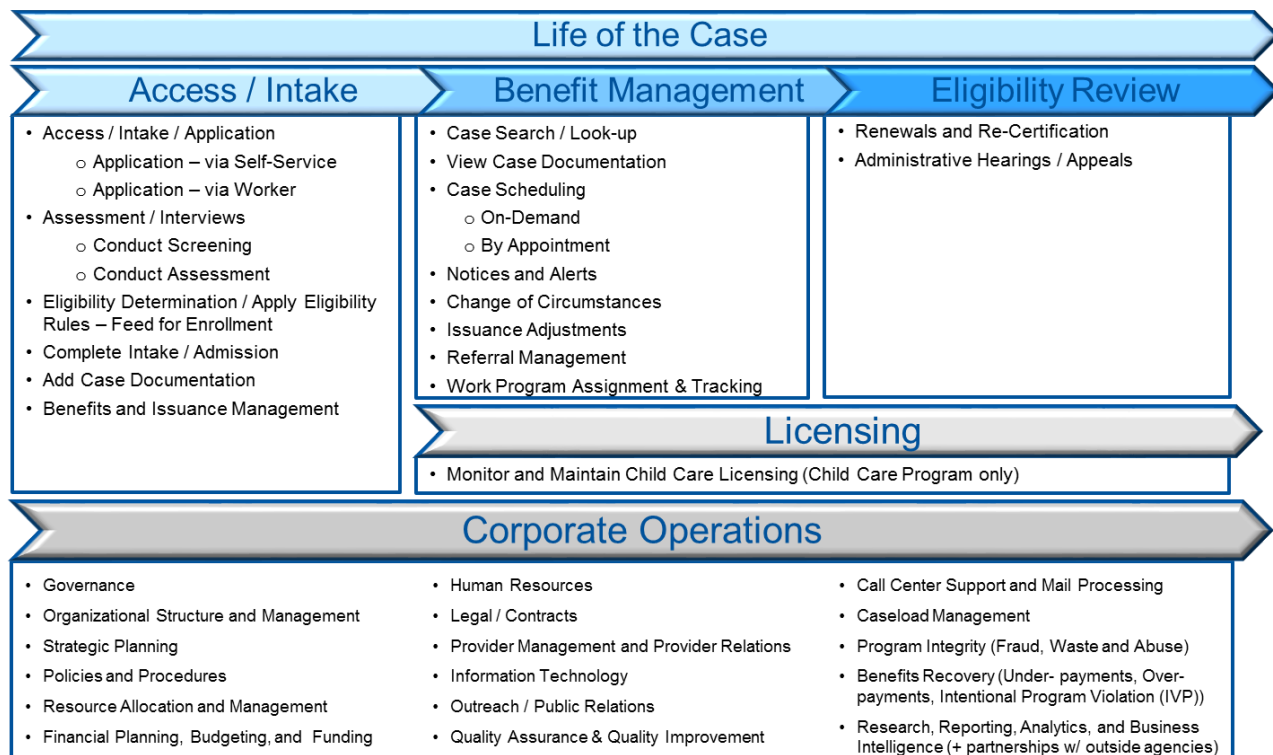 Life of the Case
Access / Intake
• Access / Intake / Application
o Application – via Self-Service
o Application – via Worker
• Assessment / Interviews
o Conduct Screening
o Conduct Assessment
• Eligibility Determination / Apply Eligibility
Rules – Feed for Enrollment
• Complete Intake / Admission
• Add Case Documentation
• Benefits and Issuance Management
Benefit Management
• Case Search / Look-up
• View Case Documentation
• Case Scheduling
o On-Demand
o By Appointment
• Notices and Alerts
• Change of Circumstances
• Issuance Adjustments
• Referral Management
• Work Program Assignment & Tracking
Eligibility Review
• Renewals and Re-Certification
• Administrative Hearings / Appeals
Licensing
• Monitor and Maintain Child Care Licensing (Child Care Program only)
Corporate Operations
• Governance
• Organizational Structure and Management
• Strategic Planning
• Policies and Procedures
• Resource Allocation and Management
• Financial Planning, Budgeting, and Funding
• Human Resources
• Legal / Contracts
• Provider Management and Provider Relations
• Information Technology
• Outreach / Public Relations
• Quality Assurance & Quality Improvement
• Call Center Support and Mail Processing
• Caseload Management
• Program Integrity (Fraud, Waste and Abuse)
• Benefits Recovery (Under- payments, Over-
payments, Intentional Program Violation (IVP))
• Research, Reporting, Analytics, and Business
Intelligence (+ partnerships w/ outside agencies)